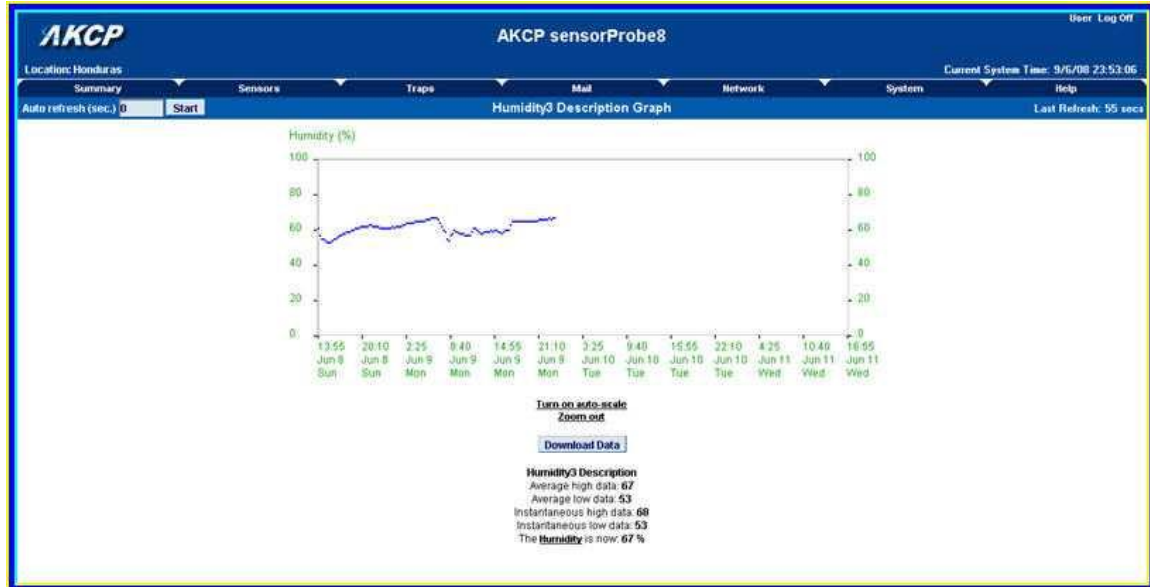 User Log Off
AKCP
AKCP sensorProbe8
Location: Honduras
Current System Time: 9/6/08 23:53:06
Summary Sensors Traps Mail Network System Help
Auto refresh (sec.) 0 Start
Humidity3 Description Graph
Last Refresh: 55 secs
Humidity (%)
100 100
80 80
60 60
40 40
20 20
0 0
13:55 20:10 2:25 8:40 14:55 21:10 3:25 9:40 15:55 22:10 4:25 10:40 16:55
Jun 8 Jun 8 Jun 9 Jun 9 Jun 9 Jun 9 Jun 10 Jun 10 Jun 10 Jun 10 Jun 11 Jun 11 Jun 11
Sun Sun Mon Mon Mon Mon Tue Tue Tue Tue Wed Wed Wed
Turn on auto-scale
Zoom out
Download Data
Humidity3 Description
Average high data: 67
Average low data: 53
Instantaneous high data: 68
Instantaneous low data: 53
The Humidity is now: 67 %